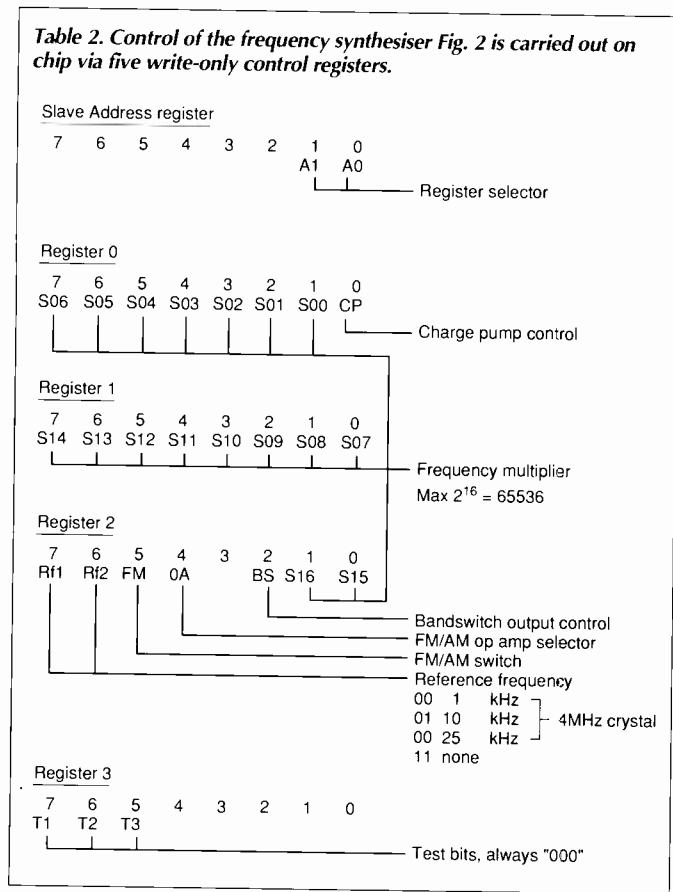 Table 2. Control of the frequency synthesiser Fig. 2 is carried out on
chip via five write-only control registers.
Slave Address register
7 6 5 4 3 2 1 0
A1 A0
Register selector
Register 0
7 6 5 4 3 2 1 0
S06 S05 S04 S03 S02 S01 S00 CP
Charge pump control
Register 1
7 6 5 4 3 2 1 0
S14 S13 S12 S11 S10 S09 S08 S07
Frequency multiplier
Max 2¹⁶ = 65536
Register 2
7 6 5 4 3 2 1 0
Rf1 Rf2 FM 0A BS S16 S15
Bandswitch output control
FM/AM op amp selector
FM/AM switch
Reference frequency
00 1 kHz
01 10 kHz 4MHz crystal
00 25 kHz
11 none
Register 3
7 6 5 4 3 2 1 0
T1 T2 T3
Test bits, always "000"